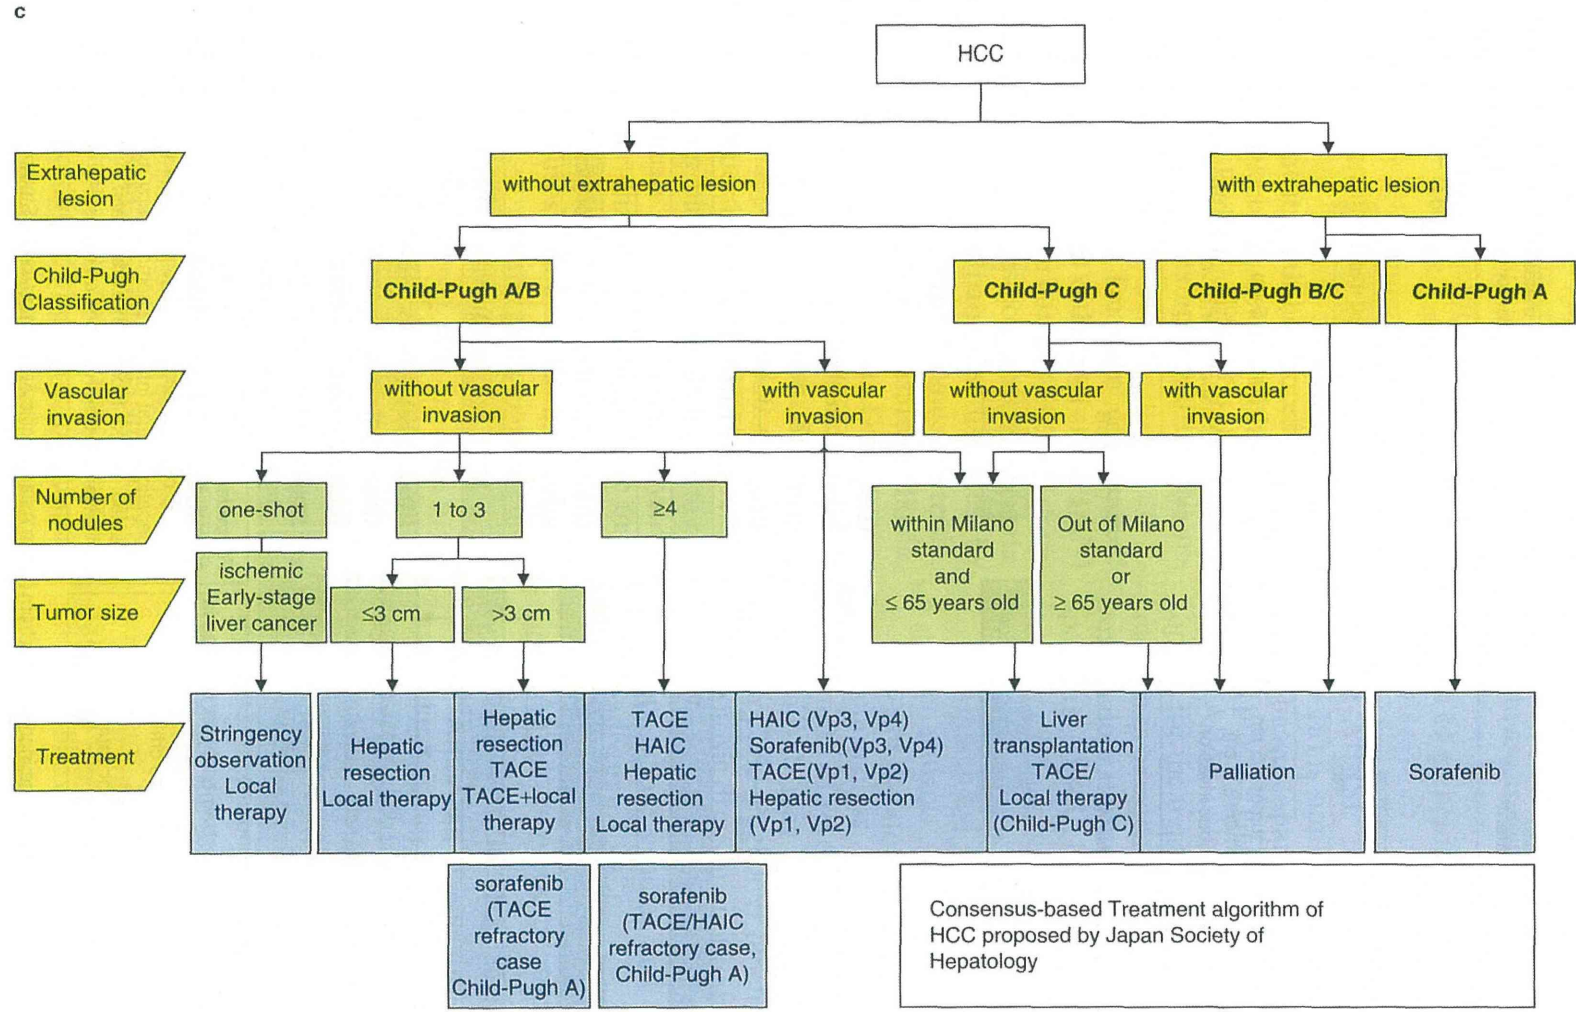 c
HCC
Extrahepatic
lesion
without extrahepatic lesion
with extrahepatic lesion
Child-Pugh
Classification
Child-Pugh A/B
Child-Pugh C
Child-Pugh B/C
Child-Pugh A
Vascular
invasion
without vascular
invasion
with vascular
invasion
without vascular
invasion
with vascular
invasion
Number of
nodules
one-shot
1 to 3
≥4
within Milano
standard
and
≤ 65 years old
Out of Milano
standard
or
≥ 65 years old
Tumor size
ischemic
Early-stage
liver cancer
≤3 cm
>3 cm
Treatment
Stringency
observation
Local
therapy
Hepatic
resection
Local therapy
Hepatic
resection
TACE
TACE+local
therapy
TACE
HAIC
Hepatic
resection
Local therapy
HAIC (Vp3, Vp4)
Sorafenib(Vp3, Vp4)
TACE(Vp1, Vp2)
Hepatic resection
(Vp1, Vp2)
Liver
transplantation
TACE/
Local therapy
(Child-Pugh C)
Palliation
Sorafenib
sorafenib
(TACE
refractory
case
Child-Pugh A)
sorafenib
(TACE/HAIC
refractory case,
Child-Pugh A)
Consensus-based Treatment algorithm of
HCC proposed by Japan Society of
Hepatology